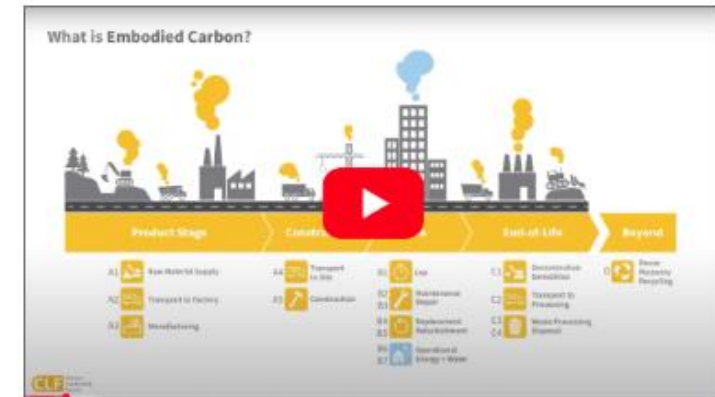 What is Embodied Carbon?
Product Stage
End-of-Life
Beyond
A1 Raw Material Supply
A2 Transport to Factory
A3 Manufacturing
A4 Transport
to Site
A5 Construction
B1 Use
B2 Maintenance
B3 Repair
B4 Replacement
B5 Refurbishment
B6 Operational
B7 Energy + Water
C1 Deconstruction
Demolition
C2 Transport to
Processing
C3 Waste Processing
C4 Disposal
D Reuse
Recovery
Recycling
CLF